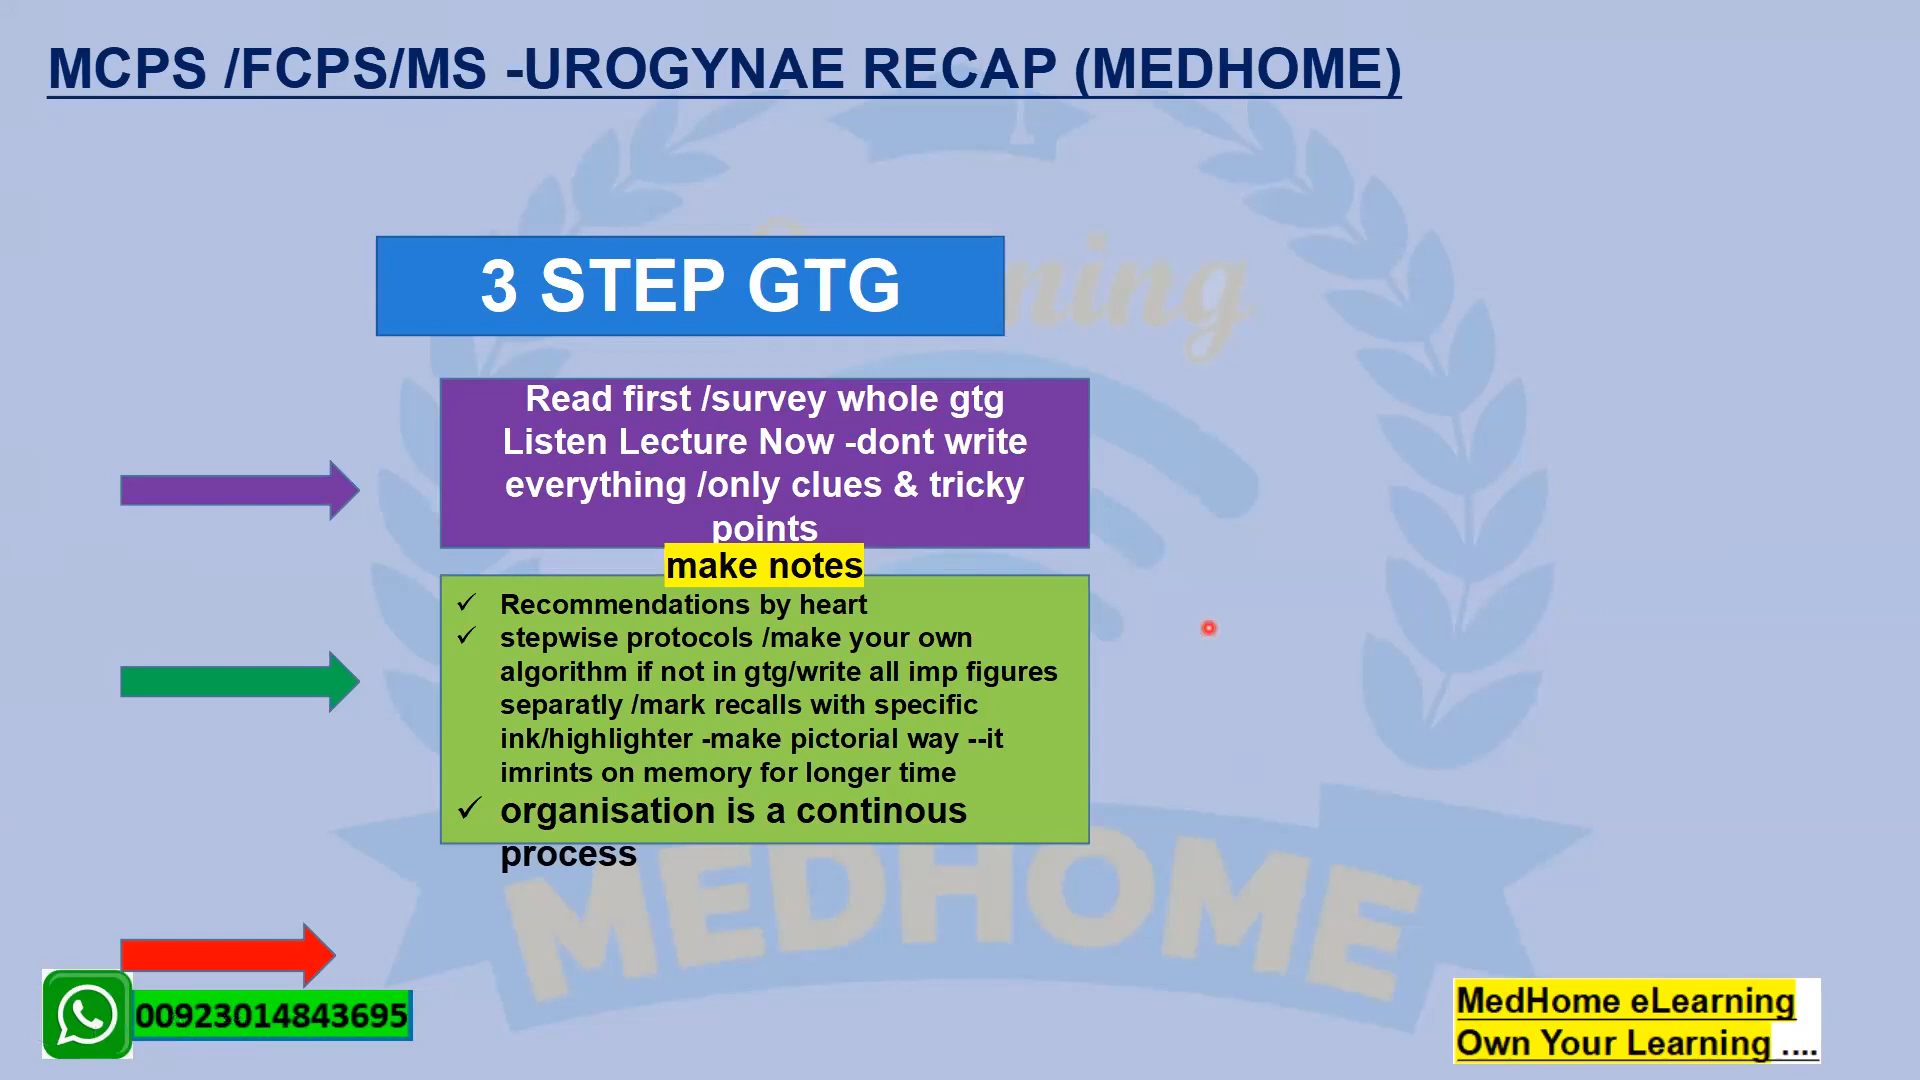 MCPS /FCPS/MS -UROGYNAE RECAP (MEDHOME)
3 STEP GTG
Read first /survey whole gtg
Listen Lecture Now -dont write
everything /only clues & tricky
points
make notes
✓ Recommendations by heart
✓ stepwise protocols /make your own
algorithm if not in gtg/write all imp figures
separatly /mark recalls with specific
ink/highlighter -make pictorial way --it
imrints on memory for longer time
✓ organisation is a continous
process
MEDHOME
00923014843695
MedHome eLearning
Own Your Learning ....